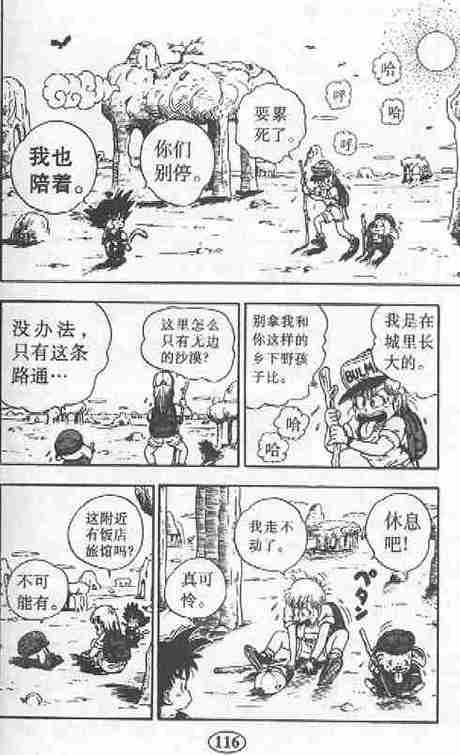 哈
哈
呼
呼
要累
死了。
你们
别停。
我也
陪着。
我是在
城里长
大的。
别拿我和
你这样的
乡下野孩
子比。
BULM
哈
哈
这里怎么
只有无边
的沙漠?
没办法，
只有这条
路通…
休息
吧!
我走不
动了。
真可
怜。
ペタン
这附近
有饭店
旅馆吗?
不可
能有。
116